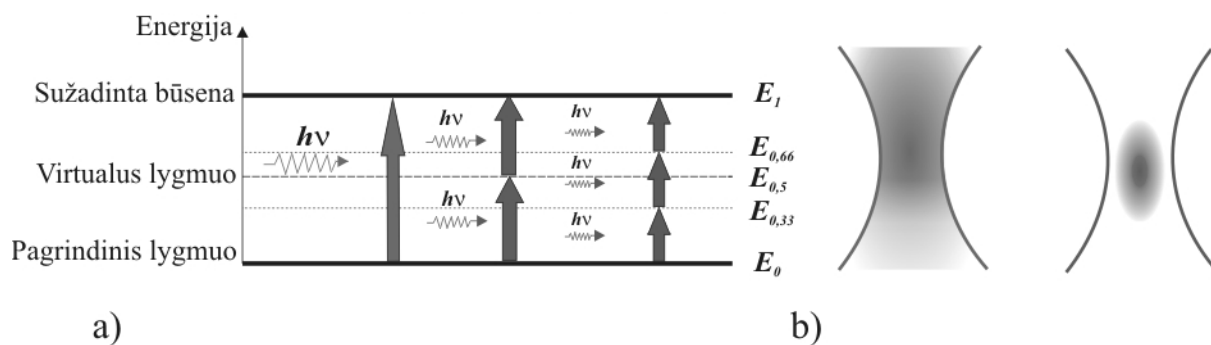 Energija
Sužadinta būsena
Virtualus lygmuo
Pagrindinis lygmuo
hν
hν
hν
hν
hν
hν
E1
E0,66
E0,5
E0,33
E0
a)
b)